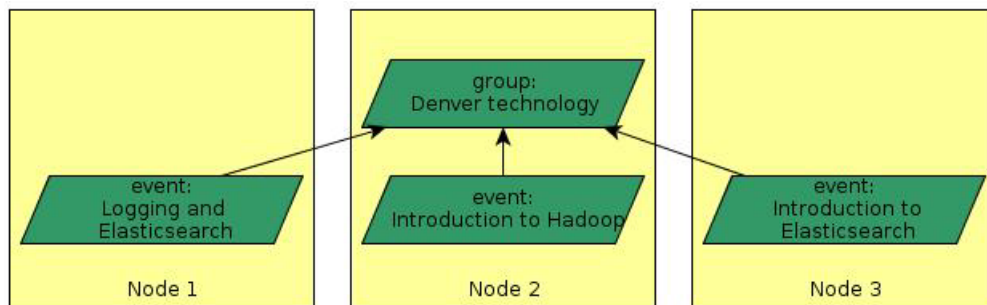 group:
Denver technology
event:
Logging and
Elasticsearch
event:
Introduction to Hadoop
event:
Introduction to
Elasticsearch
Node 1
Node 2
Node 3